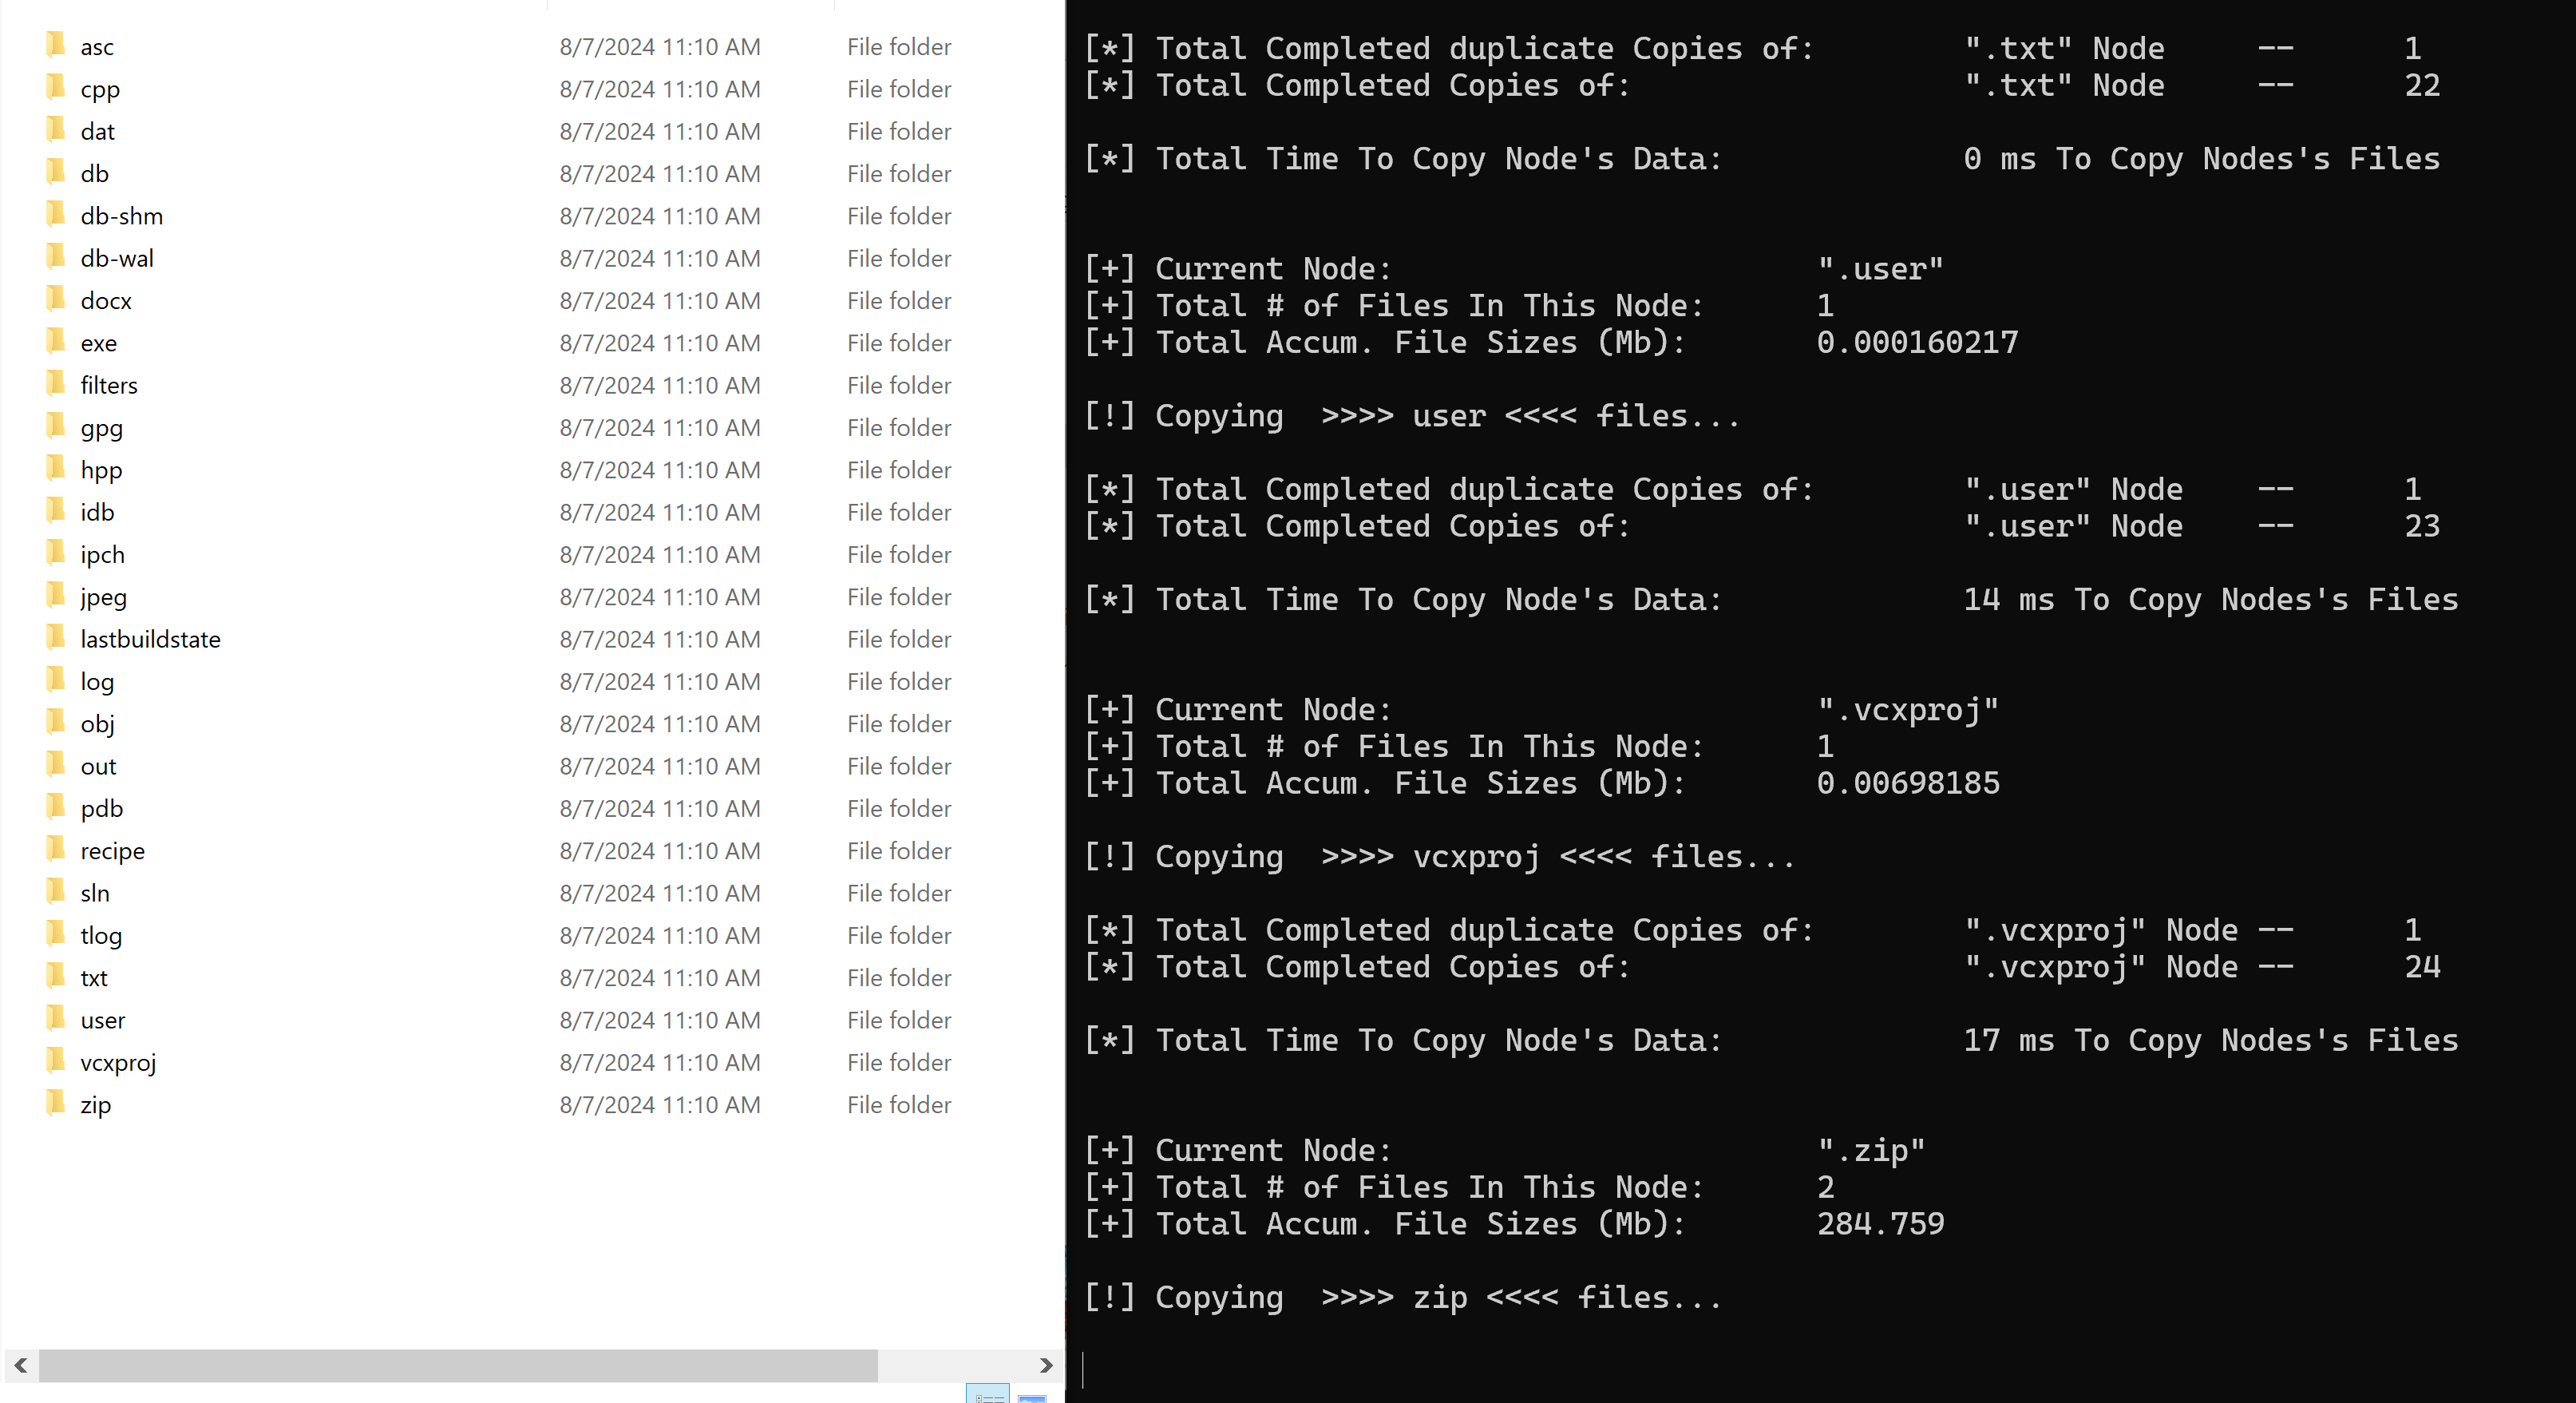 asc 8/7/2024 11:10 AM File folder
cpp 8/7/2024 11:10 AM File folder
dat 8/7/2024 11:10 AM File folder
db 8/7/2024 11:10 AM File folder
db-shm 8/7/2024 11:10 AM File folder
db-wal 8/7/2024 11:10 AM File folder
docx 8/7/2024 11:10 AM File folder
exe 8/7/2024 11:10 AM File folder
filters 8/7/2024 11:10 AM File folder
gpg 8/7/2024 11:10 AM File folder
hpp 8/7/2024 11:10 AM File folder
idb 8/7/2024 11:10 AM File folder
ipch 8/7/2024 11:10 AM File folder
jpeg 8/7/2024 11:10 AM File folder
lastbuildstate 8/7/2024 11:10 AM File folder
log 8/7/2024 11:10 AM File folder
obj 8/7/2024 11:10 AM File folder
out 8/7/2024 11:10 AM File folder
pdb 8/7/2024 11:10 AM File folder
recipe 8/7/2024 11:10 AM File folder
sln 8/7/2024 11:10 AM File folder
tlog 8/7/2024 11:10 AM File folder
txt 8/7/2024 11:10 AM File folder
user 8/7/2024 11:10 AM File folder
vcxproj 8/7/2024 11:10 AM File folder
zip 8/7/2024 11:10 AM File folder
[*] Total Completed duplicate Copies of: ".txt" Node -- 1
[*] Total Completed Copies of: ".txt" Node -- 22
[*] Total Time To Copy Node's Data: 0 ms To Copy Nodes's Files
[+] Current Node: ".user"
[+] Total # of Files In This Node: 1
[+] Total Accum. File Sizes (Mb): 0.000160217
[!] Copying >>>> user <<<< files...
[*] Total Completed duplicate Copies of: ".user" Node -- 1
[*] Total Completed Copies of: ".user" Node -- 23
[*] Total Time To Copy Node's Data: 14 ms To Copy Nodes's Files
[+] Current Node: ".vcxproj"
[+] Total # of Files In This Node: 1
[+] Total Accum. File Sizes (Mb): 0.00698185
[!] Copying >>>> vcxproj <<<< files...
[*] Total Completed duplicate Copies of: ".vcxproj" Node -- 1
[*] Total Completed Copies of: ".vcxproj" Node -- 24
[*] Total Time To Copy Node's Data: 17 ms To Copy Nodes's Files
[+] Current Node: ".zip"
[+] Total # of Files In This Node: 2
[+] Total Accum. File Sizes (Mb): 284.759
[!] Copying >>>> zip <<<< files...